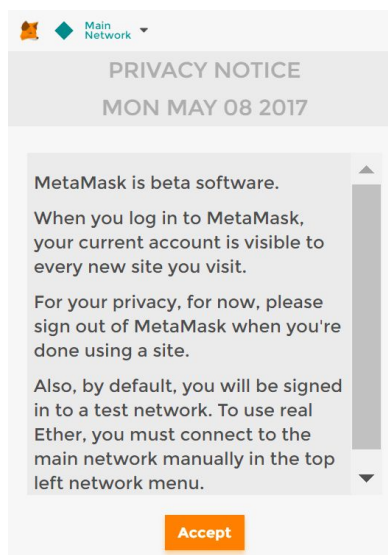 Main
Network
PRIVACY NOTICE
MON MAY 08 2017
MetaMask is beta software.
When you log in to MetaMask,
your current account is visible to
every new site you visit.
For your privacy, for now, please
sign out of MetaMask when you're
done using a site.
Also, by default, you will be signed
in to a test network. To use real
Ether, you must connect to the
main network manually in the top
left network menu.
Accept